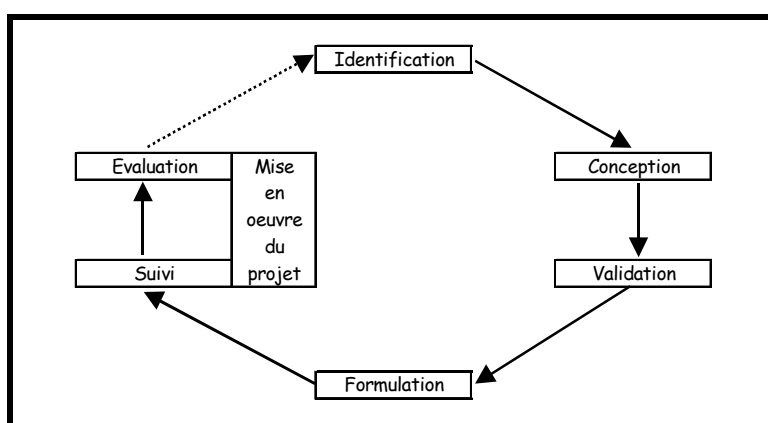 Identification
Evaluation
Mise
en
oeuvre
du
projet
Conception
Suivi
Validation
Formulation